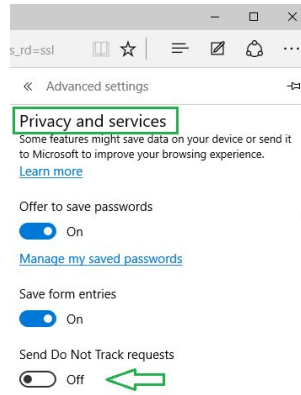 s_rd=ssl
« Advanced settings
Privacy and services
Some features might save data on your device or send it
to Microsoft to improve your browsing experience.
Learn more
Offer to save passwords
On
Manage my saved passwords
Save form entries
On
Send Do Not Track requests
Off